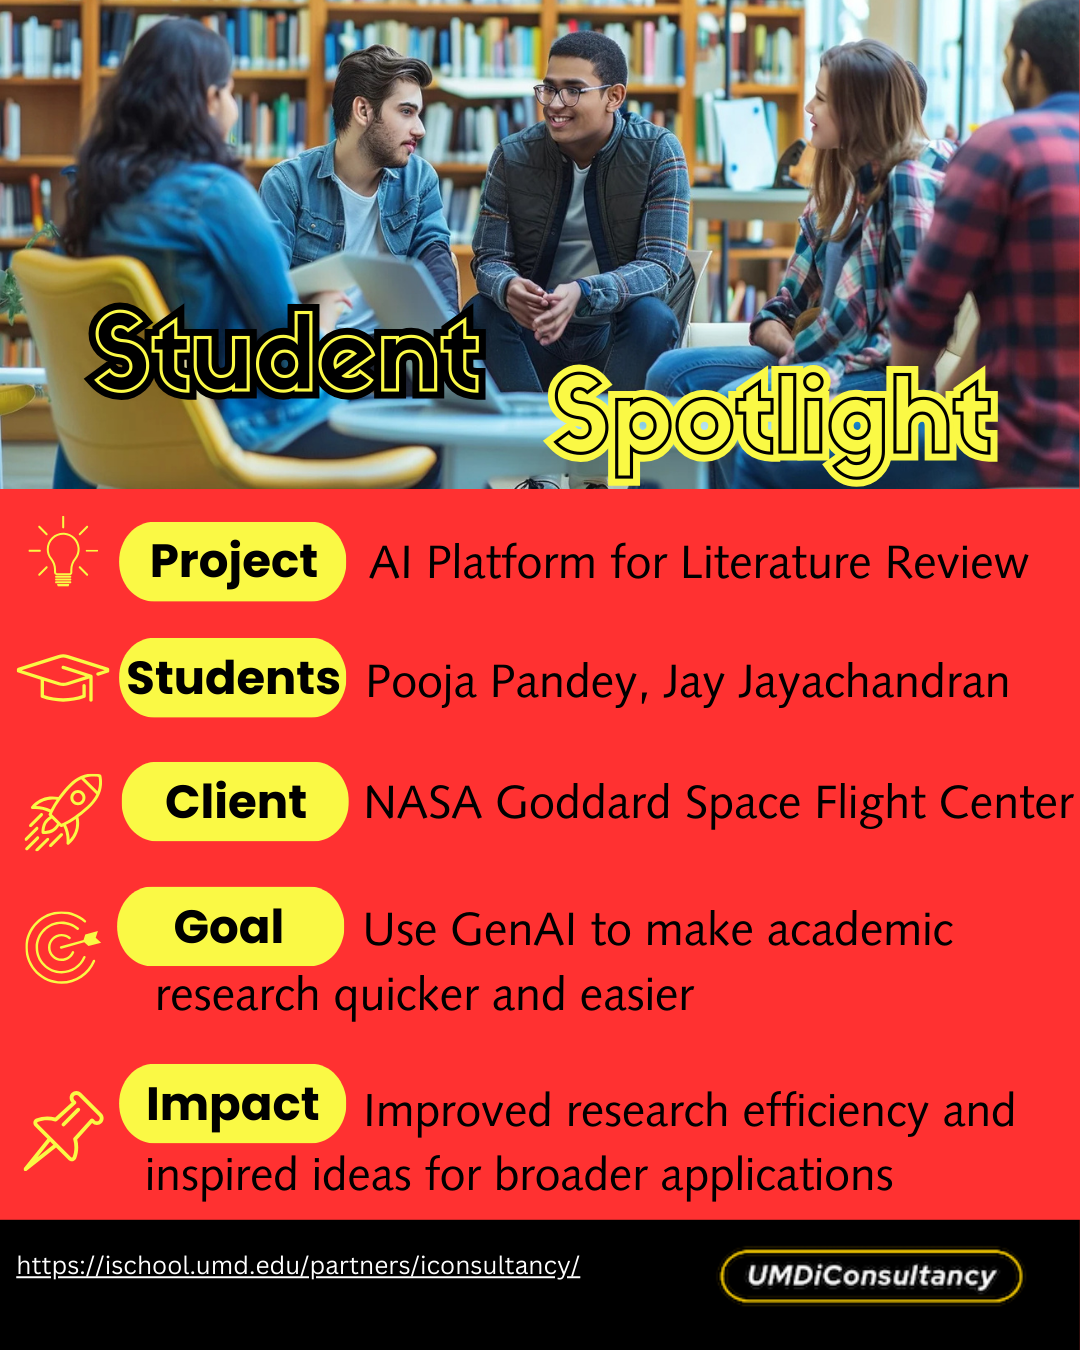 Student
Spotlight
Project AI Platform for Literature Review
Students Pooja Pandey, Jay Jayachandran
Client NASA Goddard Space Flight Center
Goal Use GenAI to make academic
research quicker and easier
Impact Improved research efficiency and
inspired ideas for broader applications
https://ischool.umd.edu/partners/iconsultancy/
UMDiConsultancy